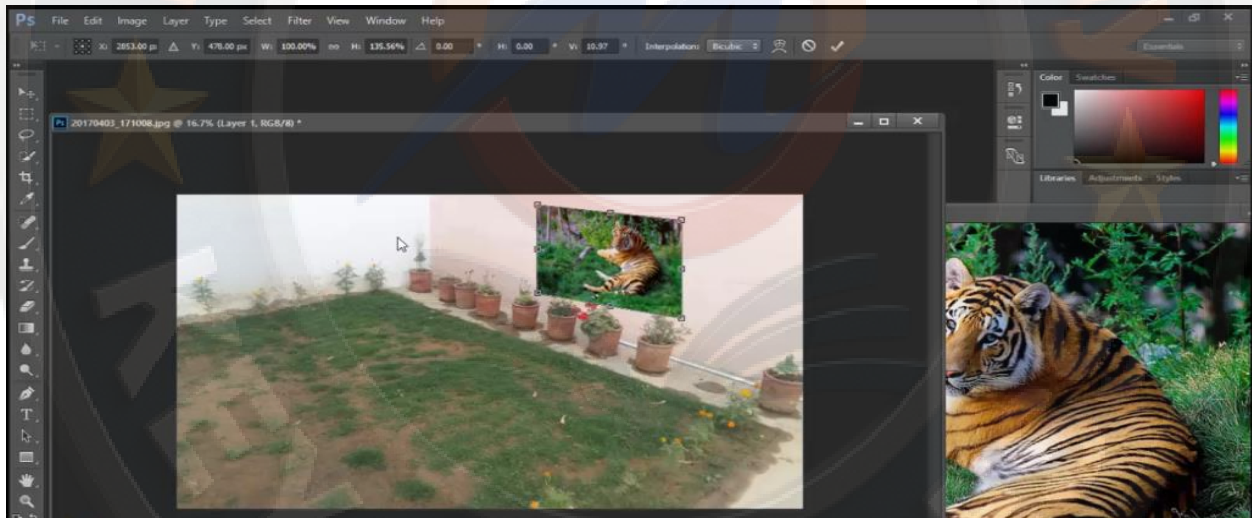 Ps File Edit Image Layer Type Select Filter View Window Help
X: 2853.00 px Y: 478.00 px W: 100.00% H: 135.56% 0.00 ° H: 0.00 ° V: 10.97 ° Interpolation: Bicubic Essentials
Color Swatches
Ps 20170403_171008.jpg @ 16.7% (Layer 1, RGB/8) *
Libraries Adjustments Styles
T